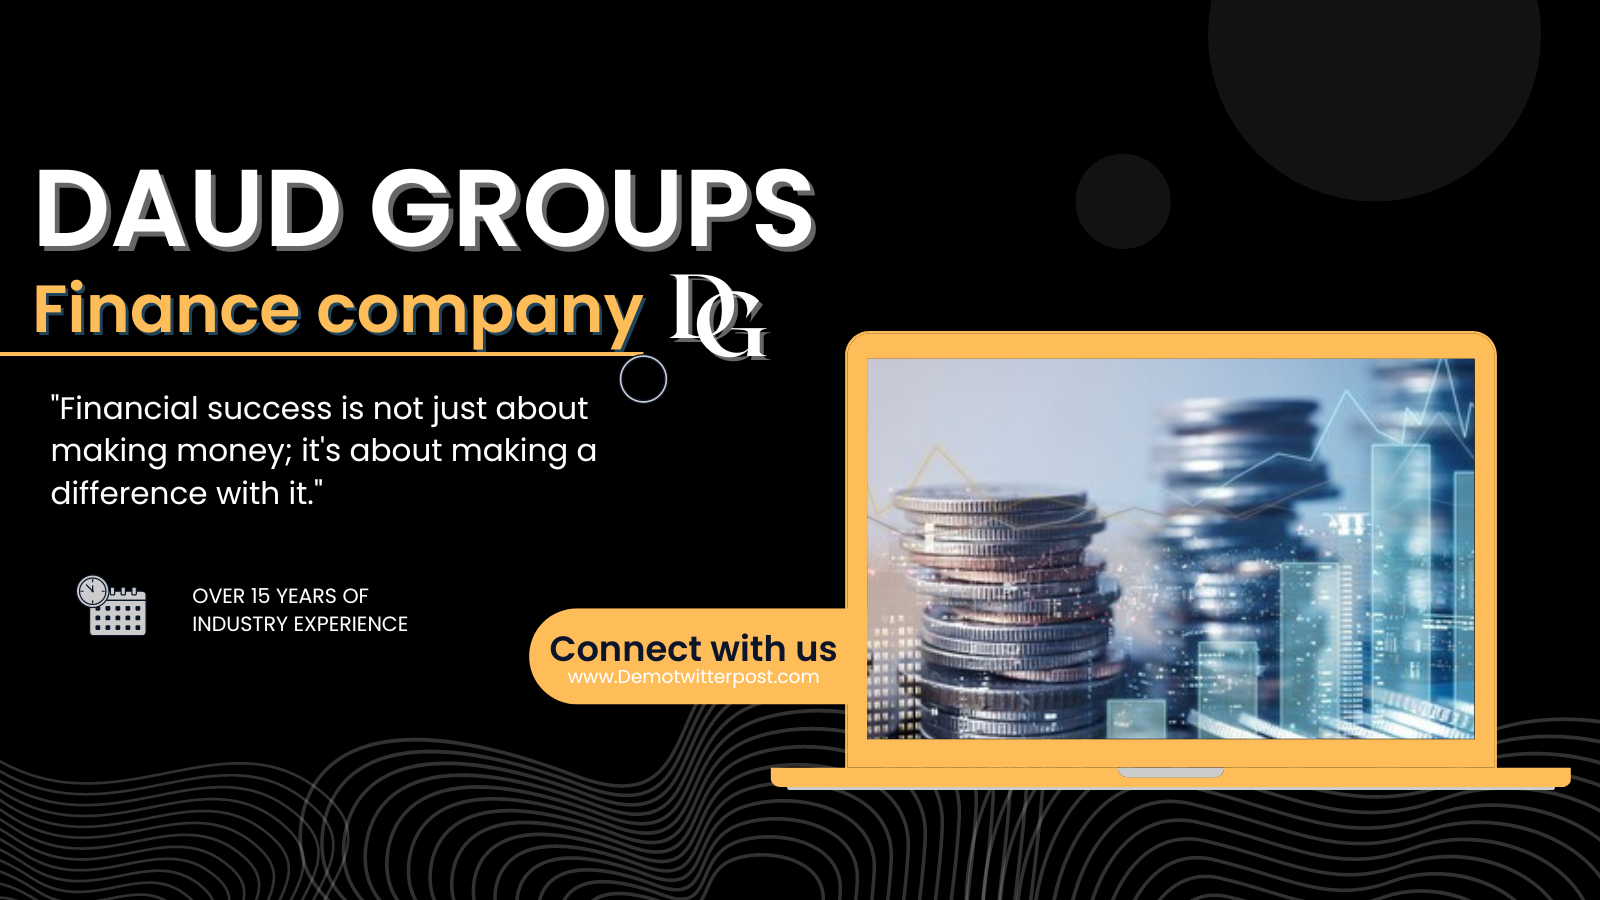 DAUD GROUPS
Finance company
DG
"Financial success is not just about
making money; it's about making a
difference with it."
OVER 15 YEARS OF
INDUSTRY EXPERIENCE
Connect with us
www.Demotwitterpost.com